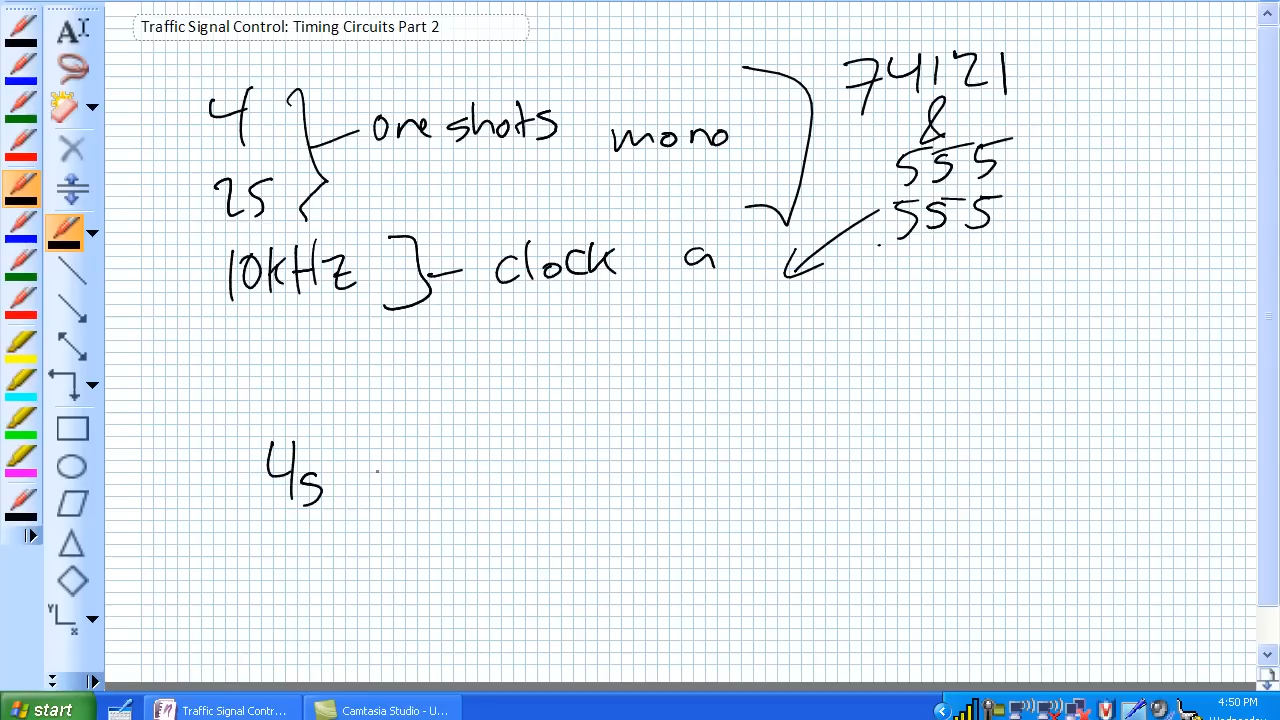 Traffic Signal Control: Timing Circuits Part 2
74121
4 } one shots mono
&
555
25
555
10kHz } - clock a
4s
start
Traffic Signal Contr...
Camtasia Studio - U...
4:50 PM